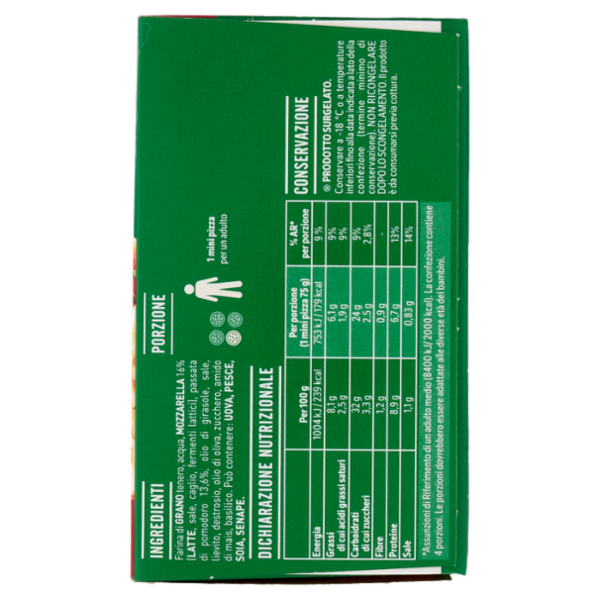 INGREDIENTI
Farina di GRANO tenero, acqua, MOZZARELLA 16%
(LATTE, sale, caglio, fermenti lattici), passata
di pomodoro 13,6%, olio di girasole, sale,
lievito, destrosio, olio di oliva, zucchero, amido
di mais, basilico. Può contenere: UOVA, PESCE,
SOIA, SENAPE.
PORZIONE
1 mini pizza
per un adulto
DICHIARAZIONE NUTRIZIONALE
Per 100 g Per porzione (1 mini pizza 75 g) % AR* per porzione
Energia 1004 kJ / 239 kcal 753 kJ / 179 kcal 9 %
Grassi 8,1 g 6,1 g 9%
di cui acidi grassi saturi 2,5 g 1,9 g 9%
Carboidrati 32 g 24 g 9%
di cui zuccheri 3,3 g 2,5 g 2,8%
Fibre 1,2 g 0,9 g -
Proteine 8,9 g 6,7 g 13%
Sale 1,1 g 0,83 g 14%
*Assunzioni di Riferimento di un adulto medio (8400 kJ/ 2000 kcal). La confezione contiene
4 porzioni. Le porzioni dovrebbero essere adattate alle diverse età dei bambini.
CONSERVAZIONE
PRODOTTO SURGELATO.
Conservare a -18 °C o a temperature
inferiori fino alla data indicata a lato della
confezione (termine minimo di
conservazione). NON RICONGELARE
DOPO LO SCONGELAMENTO. Il prodotto
è da consumarsi previa cottura.